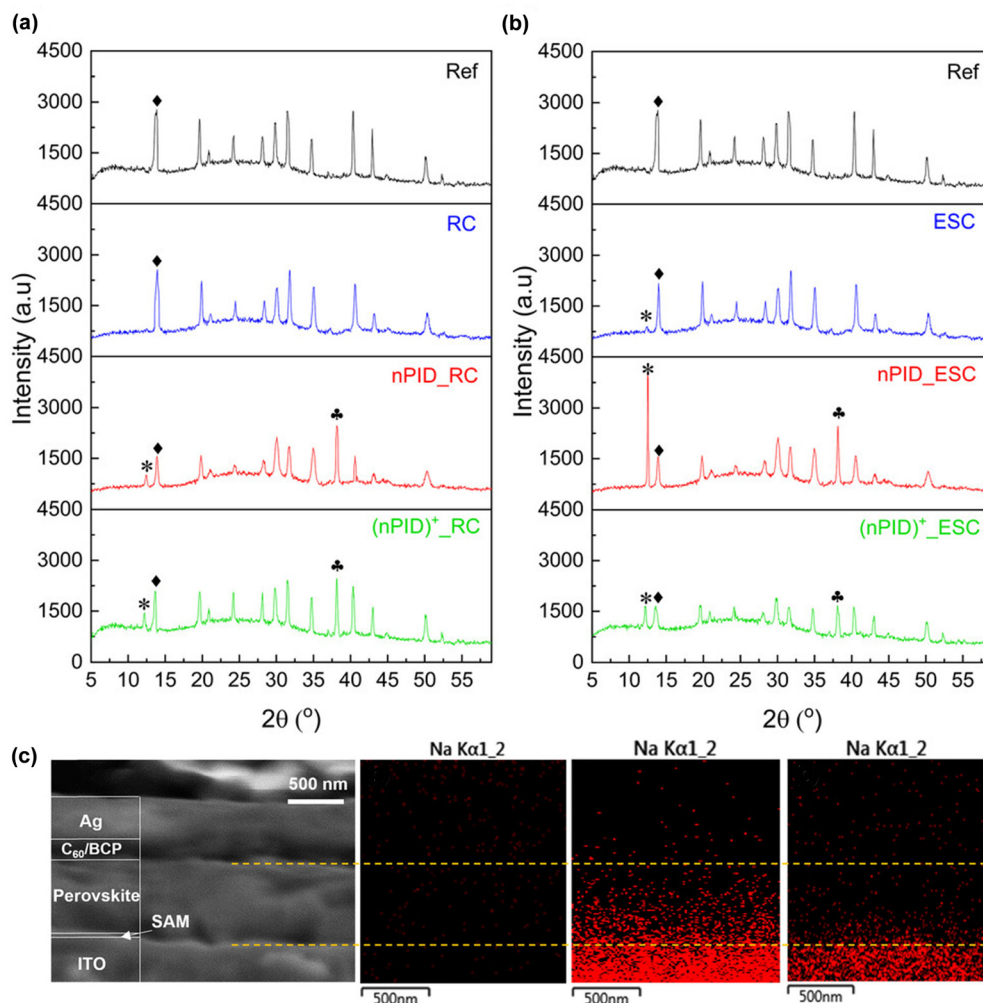 (a)
4500
3000
1500
4500
3000
1500
4500
3000
1500
4500
3000
1500
0
Intensity (a.u)
Ref
♦
RC
♦
nPID_RC
* ♦ ♣
(nPID)⁺_RC
* ♦ ♣
5 10 15 20 25 30 35 40 45 50 55
2θ (°)
(b)
4500
3000
1500
4500
3000
1500
4500
3000
1500
4500
3000
1500
0
Intensity (a.u)
Ref
♦
ESC
* ♦
nPID_ESC
* ♦ ♣
(nPID)⁺_ESC
* ♦ ♣
5 10 15 20 25 30 35 40 45 50 55
2θ (°)
(c)
500 nm
Ag
C₆₀/BCP
Perovskite
SAM
ITO
Na Kα1_2
500nm
Na Kα1_2
500nm
Na Kα1_2
500nm